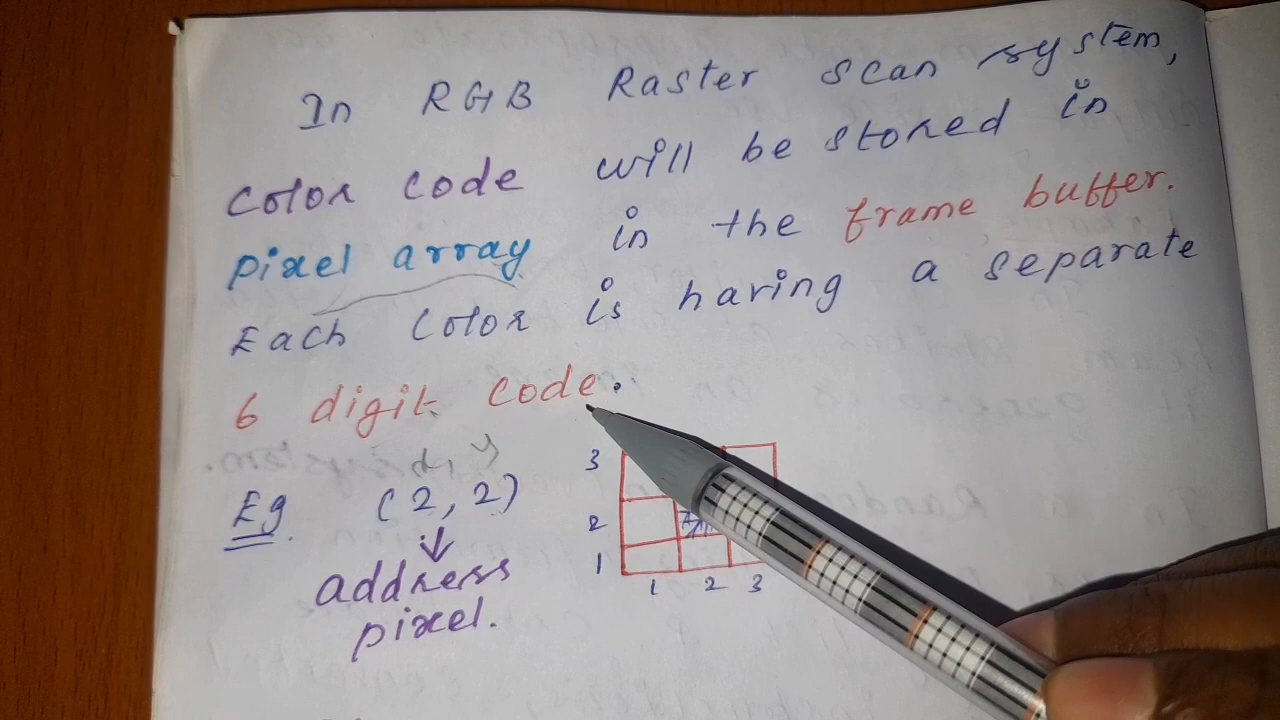 In RGB Raster scan system,
color code will be stored in
pixel array in the frame buffer.
Each color is having a separate
6 digit code.
x, y
Eg. (2, 2)
address
pixel.
3
2
1
1 2 3